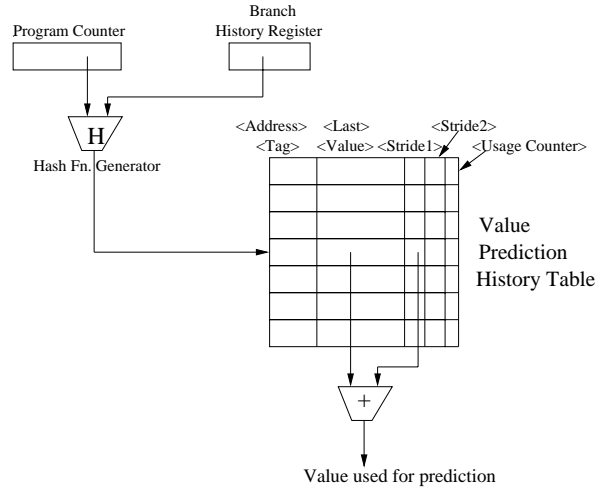 Program Counter
Branch
History Register
H
Hash Fn. Generator
<Address>
<Tag>
<Last>
<Value>
<Stride1>
<Stride2>
<Usage Counter>
Value
Prediction
History Table
+
Value used for prediction